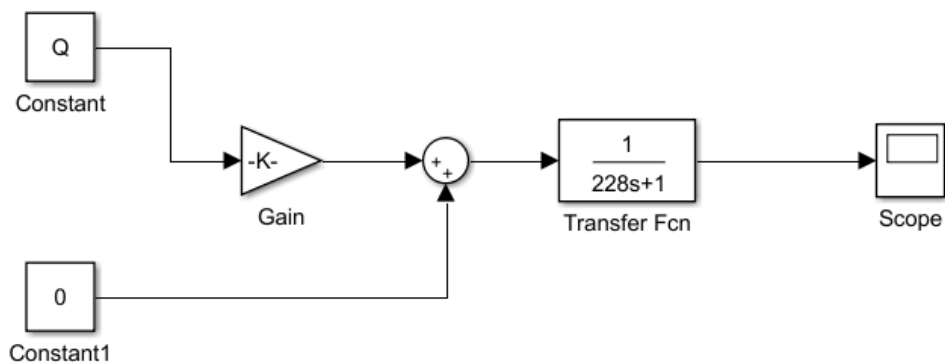 Q
Constant
-K-
Gain
+
+
1
228s+1
Transfer Fcn
Scope
0
Constant1